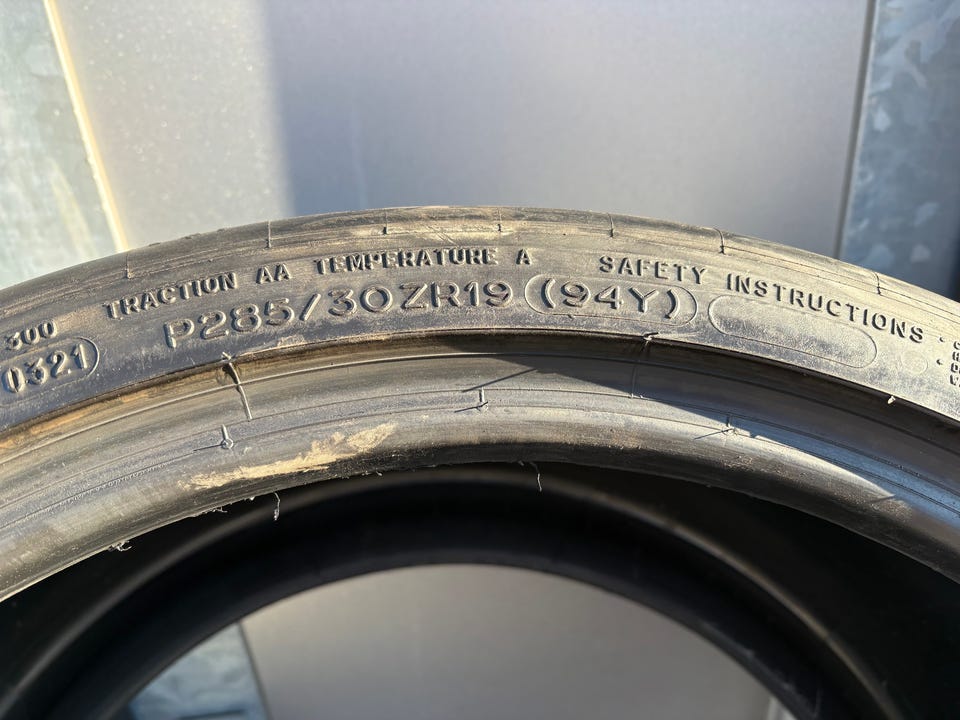 300 TRACTION AA TEMPERATURE A SAFETY INSTRUCTIONS
0321 P285/30ZR19 (94Y)